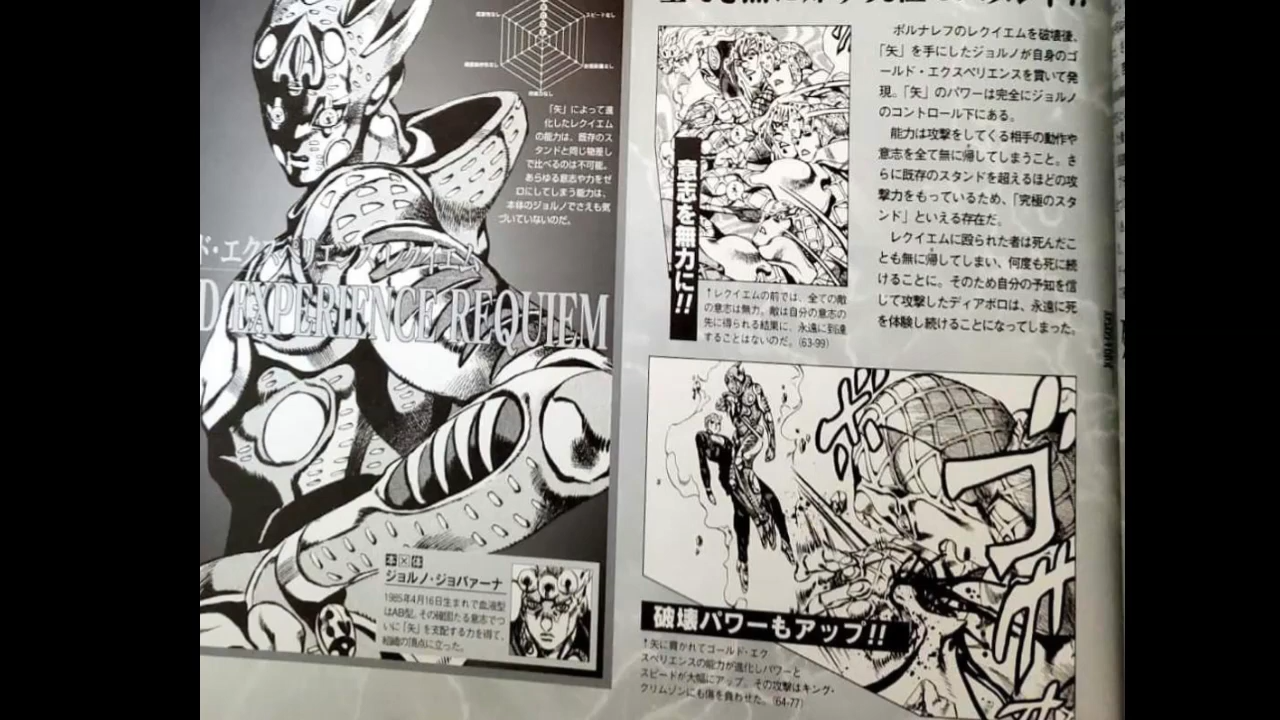 スピードなし
持続力なし
「矢」によって進
化したレクイエム
の能力は、既存のス
タンドと同じ物差し
で比べるのは不可能。
あらゆる意志や力をゼ
ロにしてしまう能力は、
本体のジョルノでさえも気
づいていないのだ。
ド・エクスペリエンス・レクイエム
D EXPERIENCE REQUIEM
本体
ジョルノ・ジョバァーナ
1985年4月16日生まれで血液型
はAB型。その確固たる意志でつ
いに「矢」を支配する力を得て、
組織の頂点に立った。
ポルナレフのレクイエムを破壊後、
「矢」を手にしたジョルノが自身のゴ
ールド・エクスペリエンスを貫いて発
現。「矢」のパワーは完全にジョルノ
のコントロール下にある。
能力は攻撃をしてくる相手の動作や
意志を全て無に帰してしまうこと。さ
らに既存のスタンドを超えるほどの攻
撃力をもっているため、「究極のスタ
ンド」といえる存在だ。
レクイエムに殴られた者は死んだこ
とも無に帰してしまい、何度も死に続
けることに。そのため自分の予知を信
じて攻撃したディアボロは、永遠に死
を体験し続けることになってしまった。
意志を無力に!!
↑レクイエムの前では、全ての敵
の意志は無力。敵は自分の意志の
先に得られる結果に、永遠に到達
することはないのだ。(63-99)
破壊パワーもアップ!!
↑矢に貫かれてゴールド・エク
スペリエンスの能力が進化しパワーと
スピードが大幅にアップ。その攻撃はキング・
クリムゾンにも傷を負わせた。(64-77)